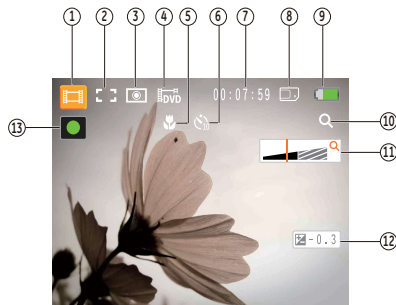 ① ② ③ ④ ⑤ ⑥ ⑦ ⑧ ⑨
DVD 00:07:59
10
⑬ ⑩
⑪
-0.3 ⑫